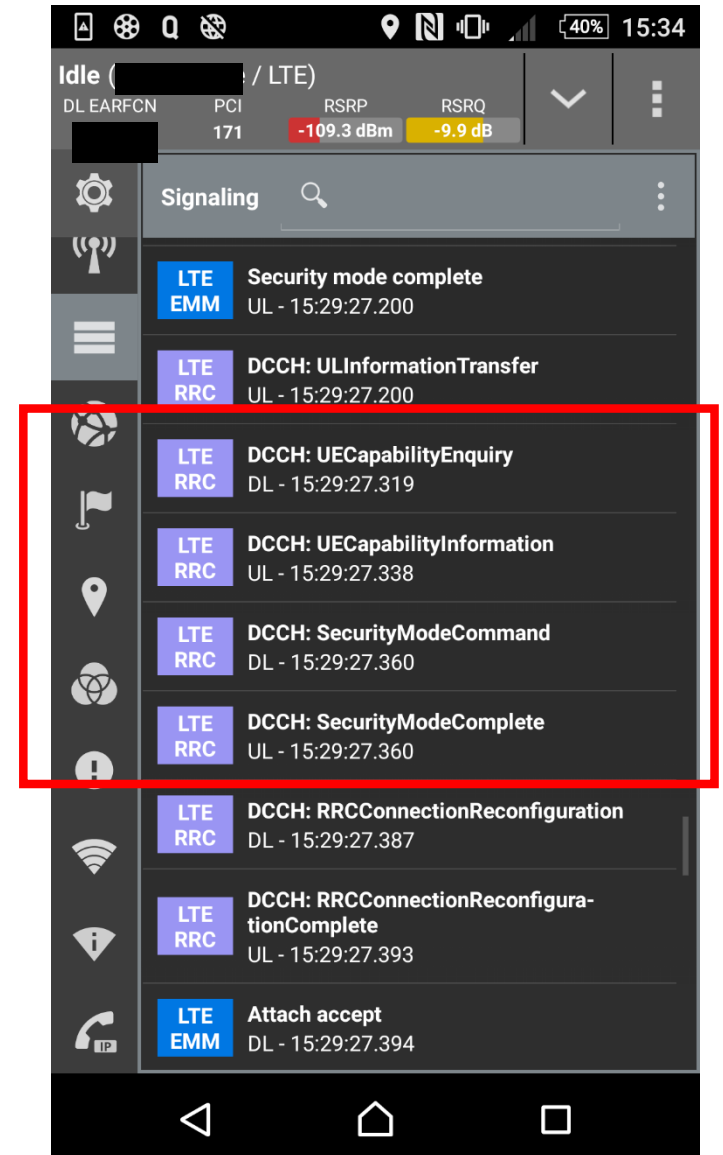 Q 40% 15:34
Idle ( / LTE)
DL EARFCN PCI RSRP RSRQ
171 -109.3 dBm -9.9 dB
Signaling
LTE EMM Security mode complete
UL - 15:29:27.200
LTE RRC DCCH: ULInformationTransfer
UL - 15:29:27.200
LTE RRC DCCH: UECapabilityEnquiry
DL - 15:29:27.319
LTE RRC DCCH: UECapabilityInformation
UL - 15:29:27.338
LTE RRC DCCH: SecurityModeCommand
DL - 15:29:27.360
LTE RRC DCCH: SecurityModeComplete
UL - 15:29:27.360
LTE RRC DCCH: RRCConnectionReconfiguration
DL - 15:29:27.387
LTE RRC DCCH: RRCConnectionReconfigura-
tionComplete
UL - 15:29:27.393
LTE EMM Attach accept
DL - 15:29:27.394
IP